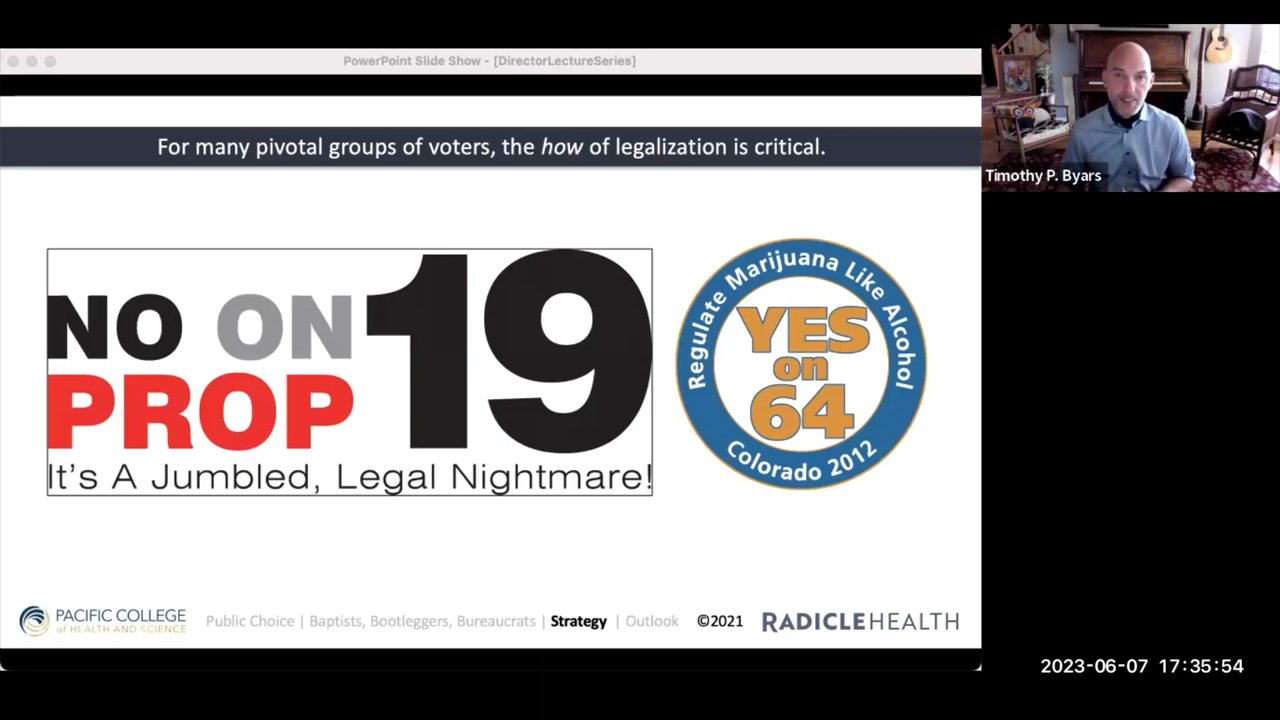 PowerPoint Slide Show - [DirectorLectureSeries]
For many pivotal groups of voters, the how of legalization is critical.
NO ON
PROP
19
It's A Jumbled, Legal Nightmare!
Regulate Marijuana Like Alcohol
YES
on
64
Colorado 2012
Timothy P. Byars
PACIFIC COLLEGE
of HEALTH AND SCIENCE
Public Choice | Baptists, Bootleggers, Bureaucrats | Strategy | Outlook
©2021
RADICLEHEALTH
2023-06-07 17:35:54